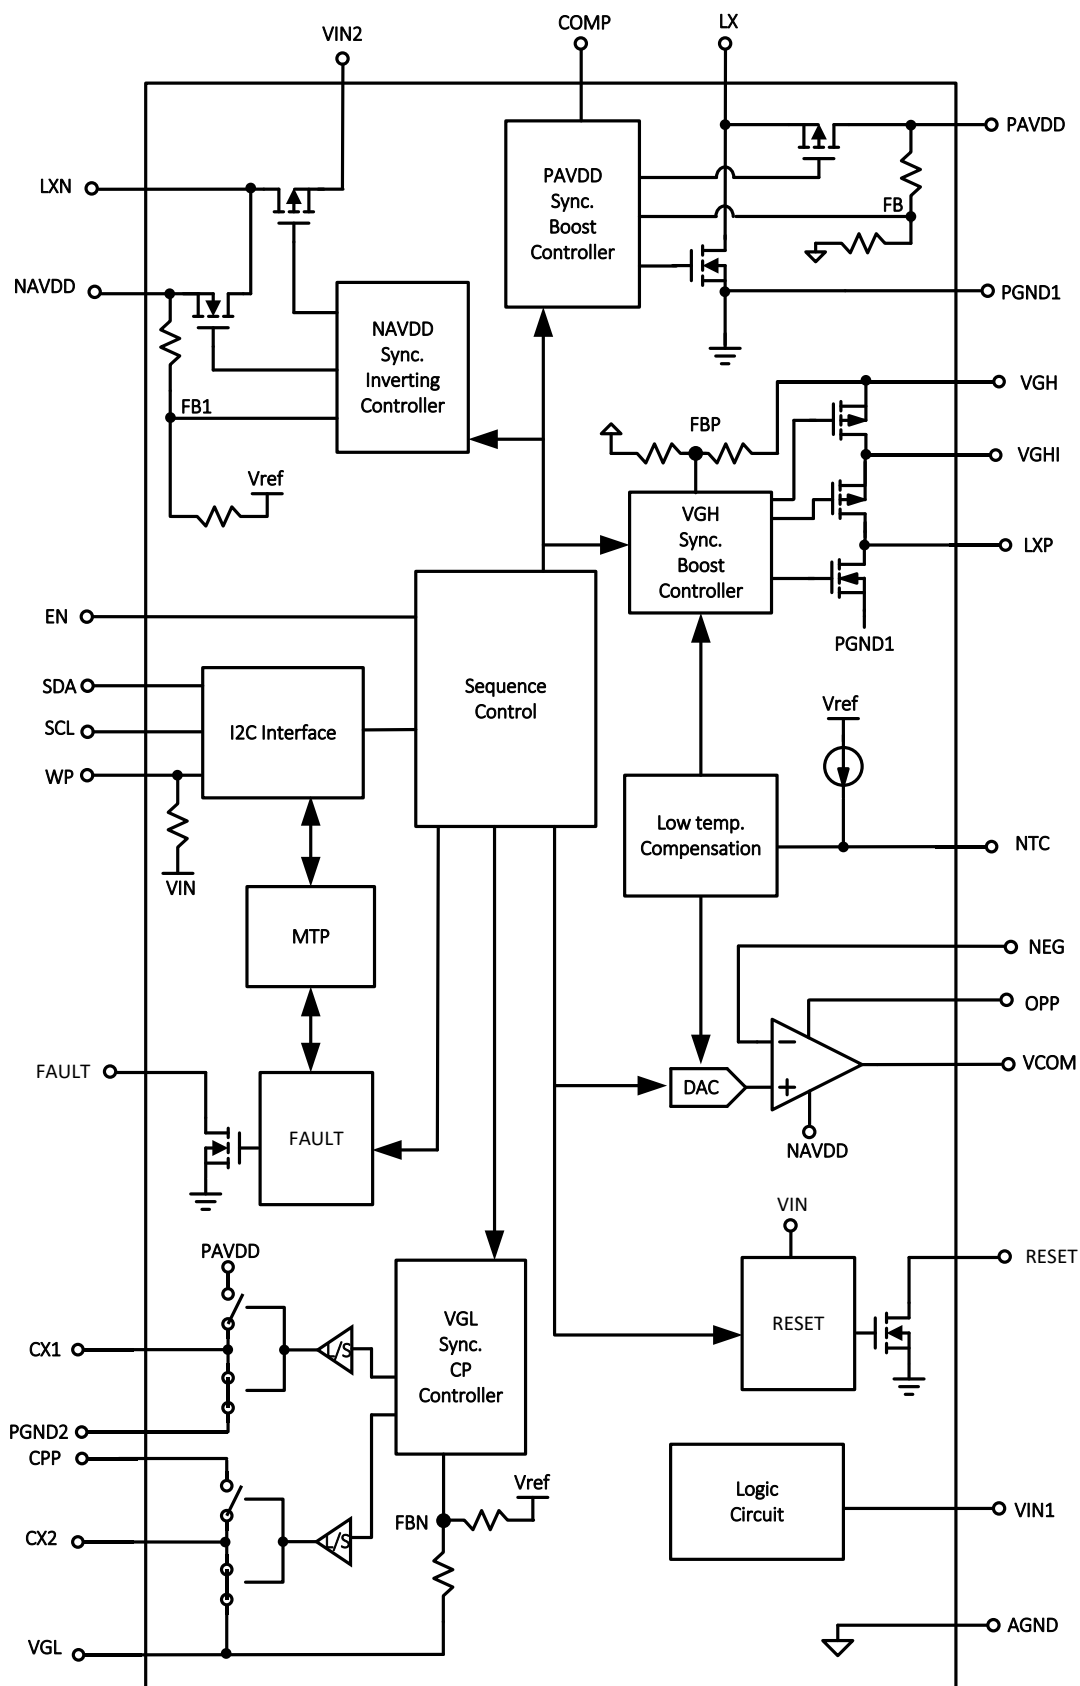 COMP
LX
VIN2
PAVDD
LXN
PAVDD
Sync.
Boost
Controller
FB
NAVDD
PGND1
NAVDD
Sync.
Inverting
Controller
FB1
VGH
FBP
VGHI
Vref
VGH
Sync.
Boost
Controller
LXP
EN
PGND1
SDA
SCL
WP
I2C Interface
Sequence
Control
Vref
VIN
Low temp.
Compensation
NTC
MTP
NEG
OPP
FAULT
FAULT
DAC
−
+
VCOM
NAVDD
VIN
PAVDD
RESET
RESET
VGL
Sync.
CP
Controller
L/S
CX1
PGND2
CPP
Vref
Logic
Circuit
VIN1
FBN
L/S
CX2
AGND
VGL